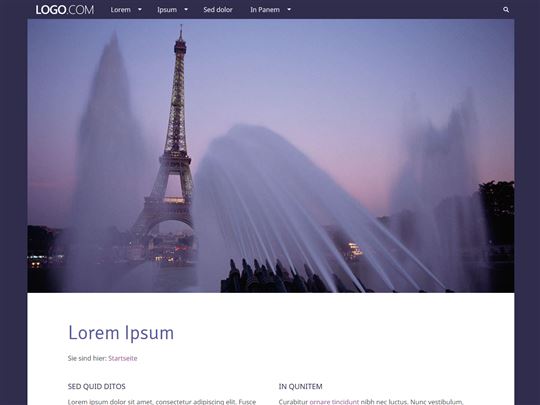 LOGO.COM Lorem Ipsum Sed dolor In Panem
Lorem Ipsum
Sie sind hier: Startseite
SED QUID DITOS
Lorem ipsum dolor sit amet, consectetur adipiscing elit. Fusce
IN QUNITEM
Curabitur ornare tincidunt nibh nec luctus. Nunc vestibulum,